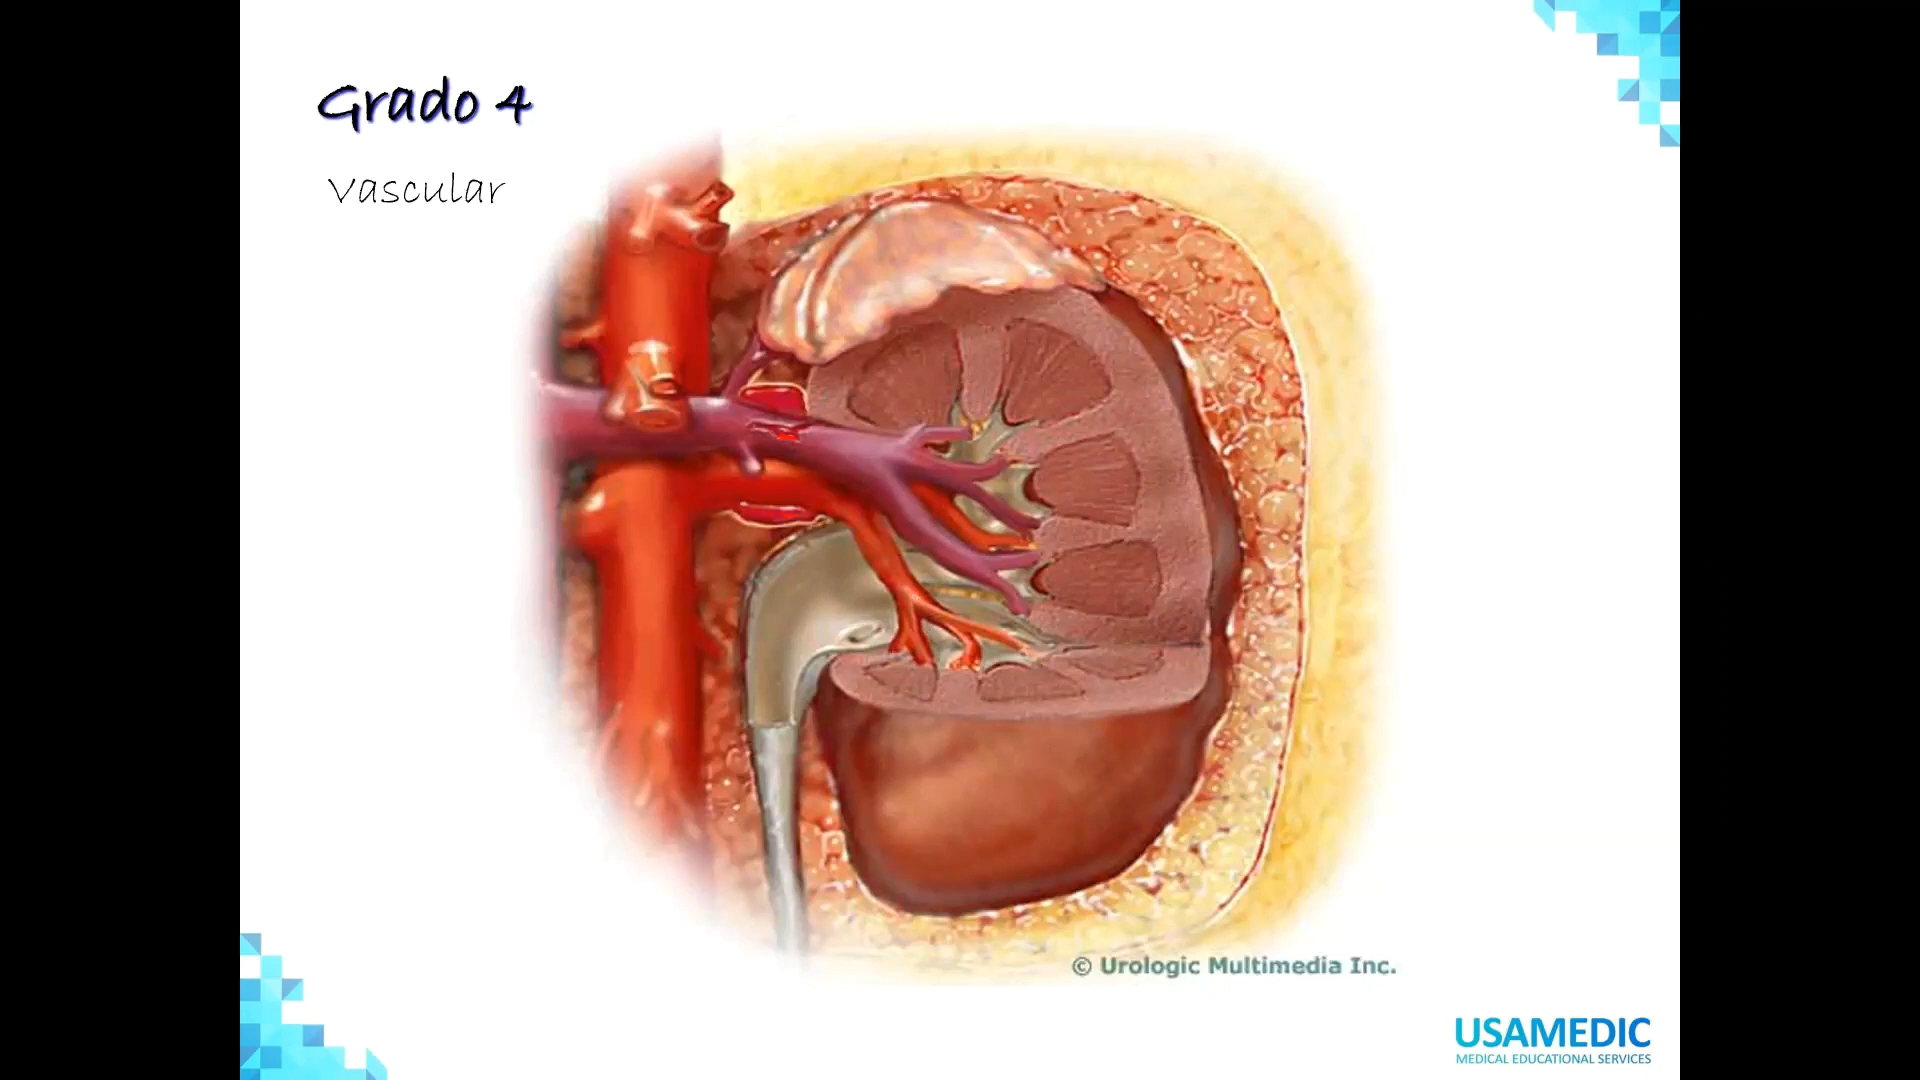 Grado 4
Vascular
© Urologic Multimedia Inc.
USAMEDIC
MEDICAL EDUCATIONAL SERVICES